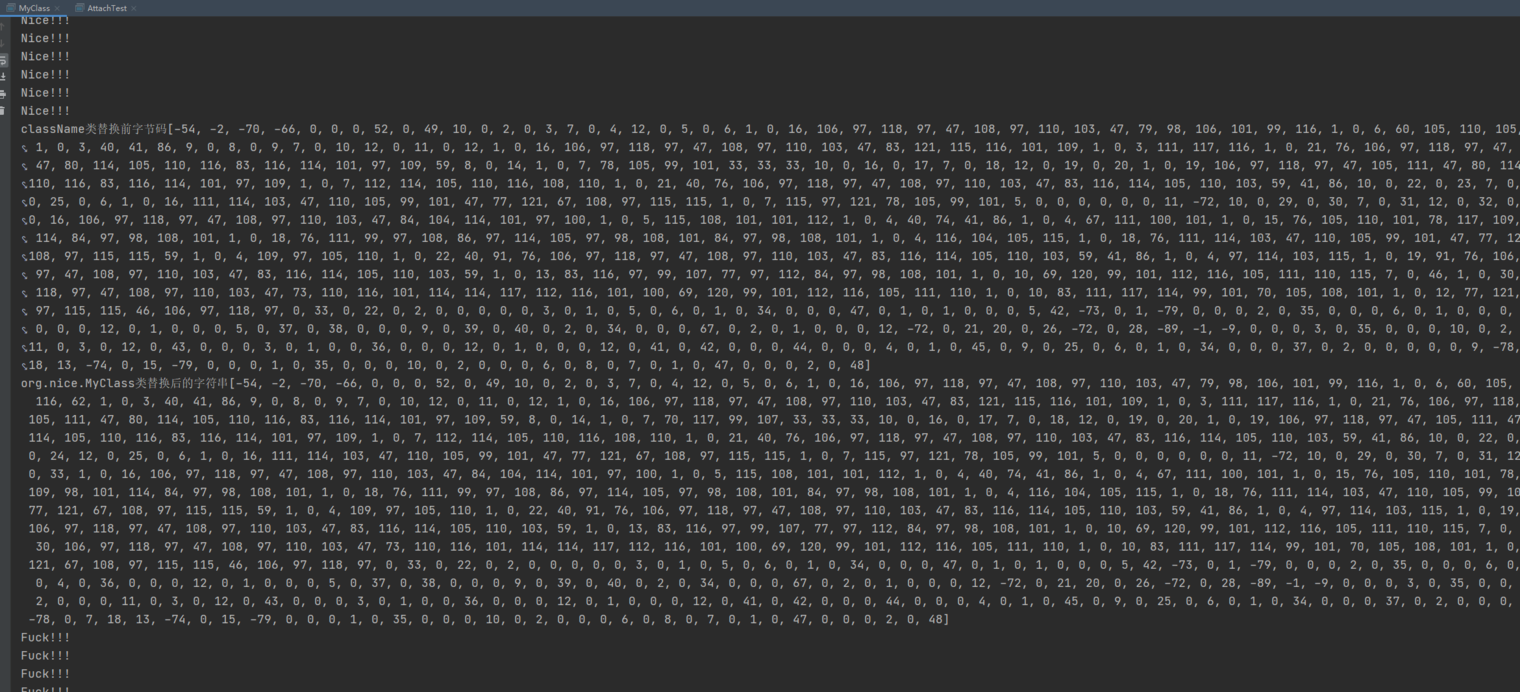 MyClass AttachTest
Nice!!!
Nice!!!
Nice!!!
Nice!!!
Nice!!!
Nice!!!
className类替换前字节码[-54, -2, -70, -66, 0, 0, 0, 52, 0, 49, 10, 0, 2, 0, 3, 7, 0, 4, 12, 0, 5, 0, 6, 1, 0, 16, 106, 97, 118, 97, 47, 108, 97, 110, 103, 47, 79, 98, 106, 101, 99, 116, 1, 0, 6, 60, 105, 110, 105,
1, 0, 3, 40, 41, 86, 9, 0, 8, 0, 9, 7, 0, 10, 12, 0, 11, 0, 12, 1, 0, 16, 106, 97, 118, 97, 47, 108, 97, 110, 103, 47, 83, 121, 115, 116, 101, 109, 1, 0, 3, 111, 117, 116, 1, 0, 21, 76, 106, 97, 118, 97, 47,
47, 80, 114, 105, 110, 116, 83, 116, 114, 101, 97, 109, 59, 8, 0, 14, 1, 0, 7, 78, 105, 99, 101, 33, 33, 33, 10, 0, 16, 0, 17, 7, 0, 18, 12, 0, 19, 0, 20, 1, 0, 19, 106, 97, 118, 97, 47, 105, 111, 47, 80, 114
110, 116, 83, 116, 114, 101, 97, 109, 1, 0, 7, 112, 114, 105, 110, 116, 108, 110, 1, 0, 21, 40, 76, 106, 97, 118, 97, 47, 108, 97, 110, 103, 47, 83, 116, 114, 105, 110, 103, 59, 41, 86, 10, 0, 22, 0, 23, 7, 0,
0, 25, 0, 6, 1, 0, 16, 111, 114, 103, 47, 110, 105, 99, 101, 47, 77, 121, 67, 108, 97, 115, 115, 1, 0, 7, 115, 97, 121, 78, 105, 99, 101, 5, 0, 0, 0, 0, 0, 0, 11, -72, 10, 0, 29, 0, 30, 7, 0, 31, 12, 0, 32, 0,
0, 16, 106, 97, 118, 97, 47, 108, 97, 110, 103, 47, 84, 104, 114, 101, 97, 100, 1, 0, 5, 115, 108, 101, 101, 112, 1, 0, 4, 40, 74, 41, 86, 1, 0, 4, 67, 111, 100, 101, 1, 0, 15, 76, 105, 110, 101, 78, 117, 109,
114, 84, 97, 98, 108, 101, 1, 0, 18, 76, 111, 99, 97, 108, 86, 97, 114, 105, 97, 98, 108, 101, 84, 97, 98, 108, 101, 1, 0, 4, 116, 104, 105, 115, 1, 0, 18, 76, 111, 114, 103, 47, 110, 105, 99, 101, 47, 77, 12
108, 97, 115, 115, 59, 1, 0, 4, 109, 97, 105, 110, 1, 0, 22, 40, 91, 76, 106, 97, 118, 97, 47, 108, 97, 110, 103, 47, 83, 116, 114, 105, 110, 103, 59, 41, 86, 1, 0, 4, 97, 114, 103, 115, 1, 0, 19, 91, 76, 106,
97, 47, 108, 97, 110, 103, 47, 83, 116, 114, 105, 110, 103, 59, 1, 0, 13, 83, 116, 97, 99, 107, 77, 97, 112, 84, 97, 98, 108, 101, 1, 0, 10, 69, 120, 99, 101, 112, 116, 105, 111, 110, 115, 7, 0, 46, 1, 0, 30,
118, 97, 47, 108, 97, 110, 103, 47, 73, 110, 116, 101, 114, 114, 117, 112, 116, 101, 100, 69, 120, 99, 101, 112, 116, 105, 111, 110, 1, 0, 10, 83, 111, 117, 114, 99, 101, 70, 105, 108, 101, 1, 0, 12, 77, 121,
97, 115, 115, 46, 106, 97, 118, 97, 0, 33, 0, 22, 0, 2, 0, 0, 0, 0, 0, 3, 0, 1, 0, 5, 0, 6, 0, 1, 0, 34, 0, 0, 0, 47, 0, 1, 0, 1, 0, 0, 0, 5, 42, -73, 0, 1, -79, 0, 0, 0, 2, 0, 35, 0, 0, 0, 6, 0, 1, 0, 0, 0,
0, 0, 0, 12, 0, 1, 0, 0, 0, 5, 0, 37, 0, 38, 0, 0, 0, 9, 0, 39, 0, 40, 0, 2, 0, 34, 0, 0, 0, 67, 0, 2, 0, 1, 0, 0, 0, 12, -72, 0, 21, 20, 0, 26, -72, 0, 28, -89, -1, -9, 0, 0, 0, 3, 0, 35, 0, 0, 0, 10, 0, 2,
11, 0, 3, 0, 12, 0, 43, 0, 0, 0, 3, 0, 1, 0, 0, 36, 0, 0, 0, 12, 0, 1, 0, 0, 0, 12, 0, 41, 0, 42, 0, 0, 0, 44, 0, 0, 0, 4, 0, 1, 0, 45, 0, 9, 0, 25, 0, 6, 0, 1, 0, 34, 0, 0, 0, 37, 0, 2, 0, 0, 0, 0, 0, 9, -78,
18, 13, -74, 0, 15, -79, 0, 0, 0, 1, 0, 35, 0, 0, 0, 10, 0, 2, 0, 0, 0, 6, 0, 8, 0, 7, 0, 1, 0, 47, 0, 0, 0, 2, 0, 48]
org.nice.MyClass类替换后的字符串[-54, -2, -70, -66, 0, 0, 0, 52, 0, 49, 10, 0, 2, 0, 3, 7, 0, 4, 12, 0, 5, 0, 6, 1, 0, 16, 106, 97, 118, 97, 47, 108, 97, 110, 103, 47, 79, 98, 106, 101, 99, 116, 1, 0, 6, 60, 105,
116, 62, 1, 0, 3, 40, 41, 86, 9, 0, 8, 0, 9, 7, 0, 10, 12, 0, 11, 0, 12, 1, 0, 16, 106, 97, 118, 97, 47, 108, 97, 110, 103, 47, 83, 121, 115, 116, 101, 109, 1, 0, 3, 111, 117, 116, 1, 0, 21, 76, 106, 97, 118,
105, 111, 47, 80, 114, 105, 110, 116, 83, 116, 114, 101, 97, 109, 59, 8, 0, 14, 1, 0, 7, 70, 117, 99, 107, 33, 33, 33, 10, 0, 16, 0, 17, 7, 0, 18, 12, 0, 19, 0, 20, 1, 0, 19, 106, 97, 118, 97, 47, 105, 111, 47
114, 105, 110, 116, 83, 116, 114, 101, 97, 109, 1, 0, 7, 112, 114, 105, 110, 116, 108, 110, 1, 0, 21, 40, 76, 106, 97, 118, 97, 47, 108, 97, 110, 103, 47, 83, 116, 114, 105, 110, 103, 59, 41, 86, 10, 0, 22, 0,
0, 24, 12, 0, 25, 0, 6, 1, 0, 16, 111, 114, 103, 47, 110, 105, 99, 101, 47, 77, 121, 67, 108, 97, 115, 115, 1, 0, 7, 115, 97, 121, 78, 105, 99, 101, 5, 0, 0, 0, 0, 0, 0, 11, -72, 10, 0, 29, 0, 30, 7, 0, 31, 12
0, 33, 1, 0, 16, 106, 97, 118, 97, 47, 108, 97, 110, 103, 47, 84, 104, 114, 101, 97, 100, 1, 0, 5, 115, 108, 101, 101, 112, 1, 0, 4, 40, 74, 41, 86, 1, 0, 4, 67, 111, 100, 101, 1, 0, 15, 76, 105, 110, 101, 78,
109, 98, 101, 114, 84, 97, 98, 108, 101, 1, 0, 18, 76, 111, 99, 97, 108, 86, 97, 114, 105, 97, 98, 108, 101, 84, 97, 98, 108, 101, 1, 0, 4, 116, 104, 105, 115, 1, 0, 18, 76, 111, 114, 103, 47, 110, 105, 99, 10
77, 121, 67, 108, 97, 115, 115, 59, 1, 0, 4, 109, 97, 105, 110, 1, 0, 22, 40, 91, 76, 106, 97, 118, 97, 47, 108, 97, 110, 103, 47, 83, 116, 114, 105, 110, 103, 59, 41, 86, 1, 0, 4, 97, 114, 103, 115, 1, 0, 19,
106, 97, 118, 97, 47, 108, 97, 110, 103, 47, 83, 116, 114, 105, 110, 103, 59, 1, 0, 13, 83, 116, 97, 99, 107, 77, 97, 112, 84, 97, 98, 108, 101, 1, 0, 10, 69, 120, 99, 101, 112, 116, 105, 111, 110, 115, 7, 0,
30, 106, 97, 118, 97, 47, 108, 97, 110, 103, 47, 73, 110, 116, 101, 114, 114, 117, 112, 116, 101, 100, 69, 120, 99, 101, 112, 116, 105, 111, 110, 1, 0, 10, 83, 111, 117, 114, 99, 101, 70, 105, 108, 101, 1, 0,
121, 67, 108, 97, 115, 115, 46, 106, 97, 118, 97, 0, 33, 0, 22, 0, 2, 0, 0, 0, 0, 0, 3, 0, 1, 0, 5, 0, 6, 0, 1, 0, 34, 0, 0, 0, 47, 0, 1, 0, 1, 0, 0, 0, 5, 42, -73, 0, 1, -79, 0, 0, 0, 2, 0, 35, 0, 0, 0, 6, 0,
0, 4, 0, 36, 0, 0, 0, 12, 0, 1, 0, 0, 0, 5, 0, 37, 0, 38, 0, 0, 0, 9, 0, 39, 0, 40, 0, 2, 0, 34, 0, 0, 0, 67, 0, 2, 0, 1, 0, 0, 0, 12, -72, 0, 21, 20, 0, 26, -72, 0, 28, -89, -1, -9, 0, 0, 0, 3, 0, 35, 0, 0,
2, 0, 0, 0, 11, 0, 3, 0, 12, 0, 43, 0, 0, 0, 3, 0, 1, 0, 0, 36, 0, 0, 0, 12, 0, 1, 0, 0, 0, 12, 0, 41, 0, 42, 0, 0, 0, 44, 0, 0, 0, 4, 0, 1, 0, 45, 0, 9, 0, 25, 0, 6, 0, 1, 0, 34, 0, 0, 0, 37, 0, 2, 0, 0, 0,
-78, 0, 7, 18, 13, -74, 0, 15, -79, 0, 0, 0, 1, 0, 35, 0, 0, 0, 10, 0, 2, 0, 0, 0, 6, 0, 8, 0, 7, 0, 1, 0, 47, 0, 0, 0, 2, 0, 48]
Fuck!!!
Fuck!!!
Fuck!!!
Fuck!!!